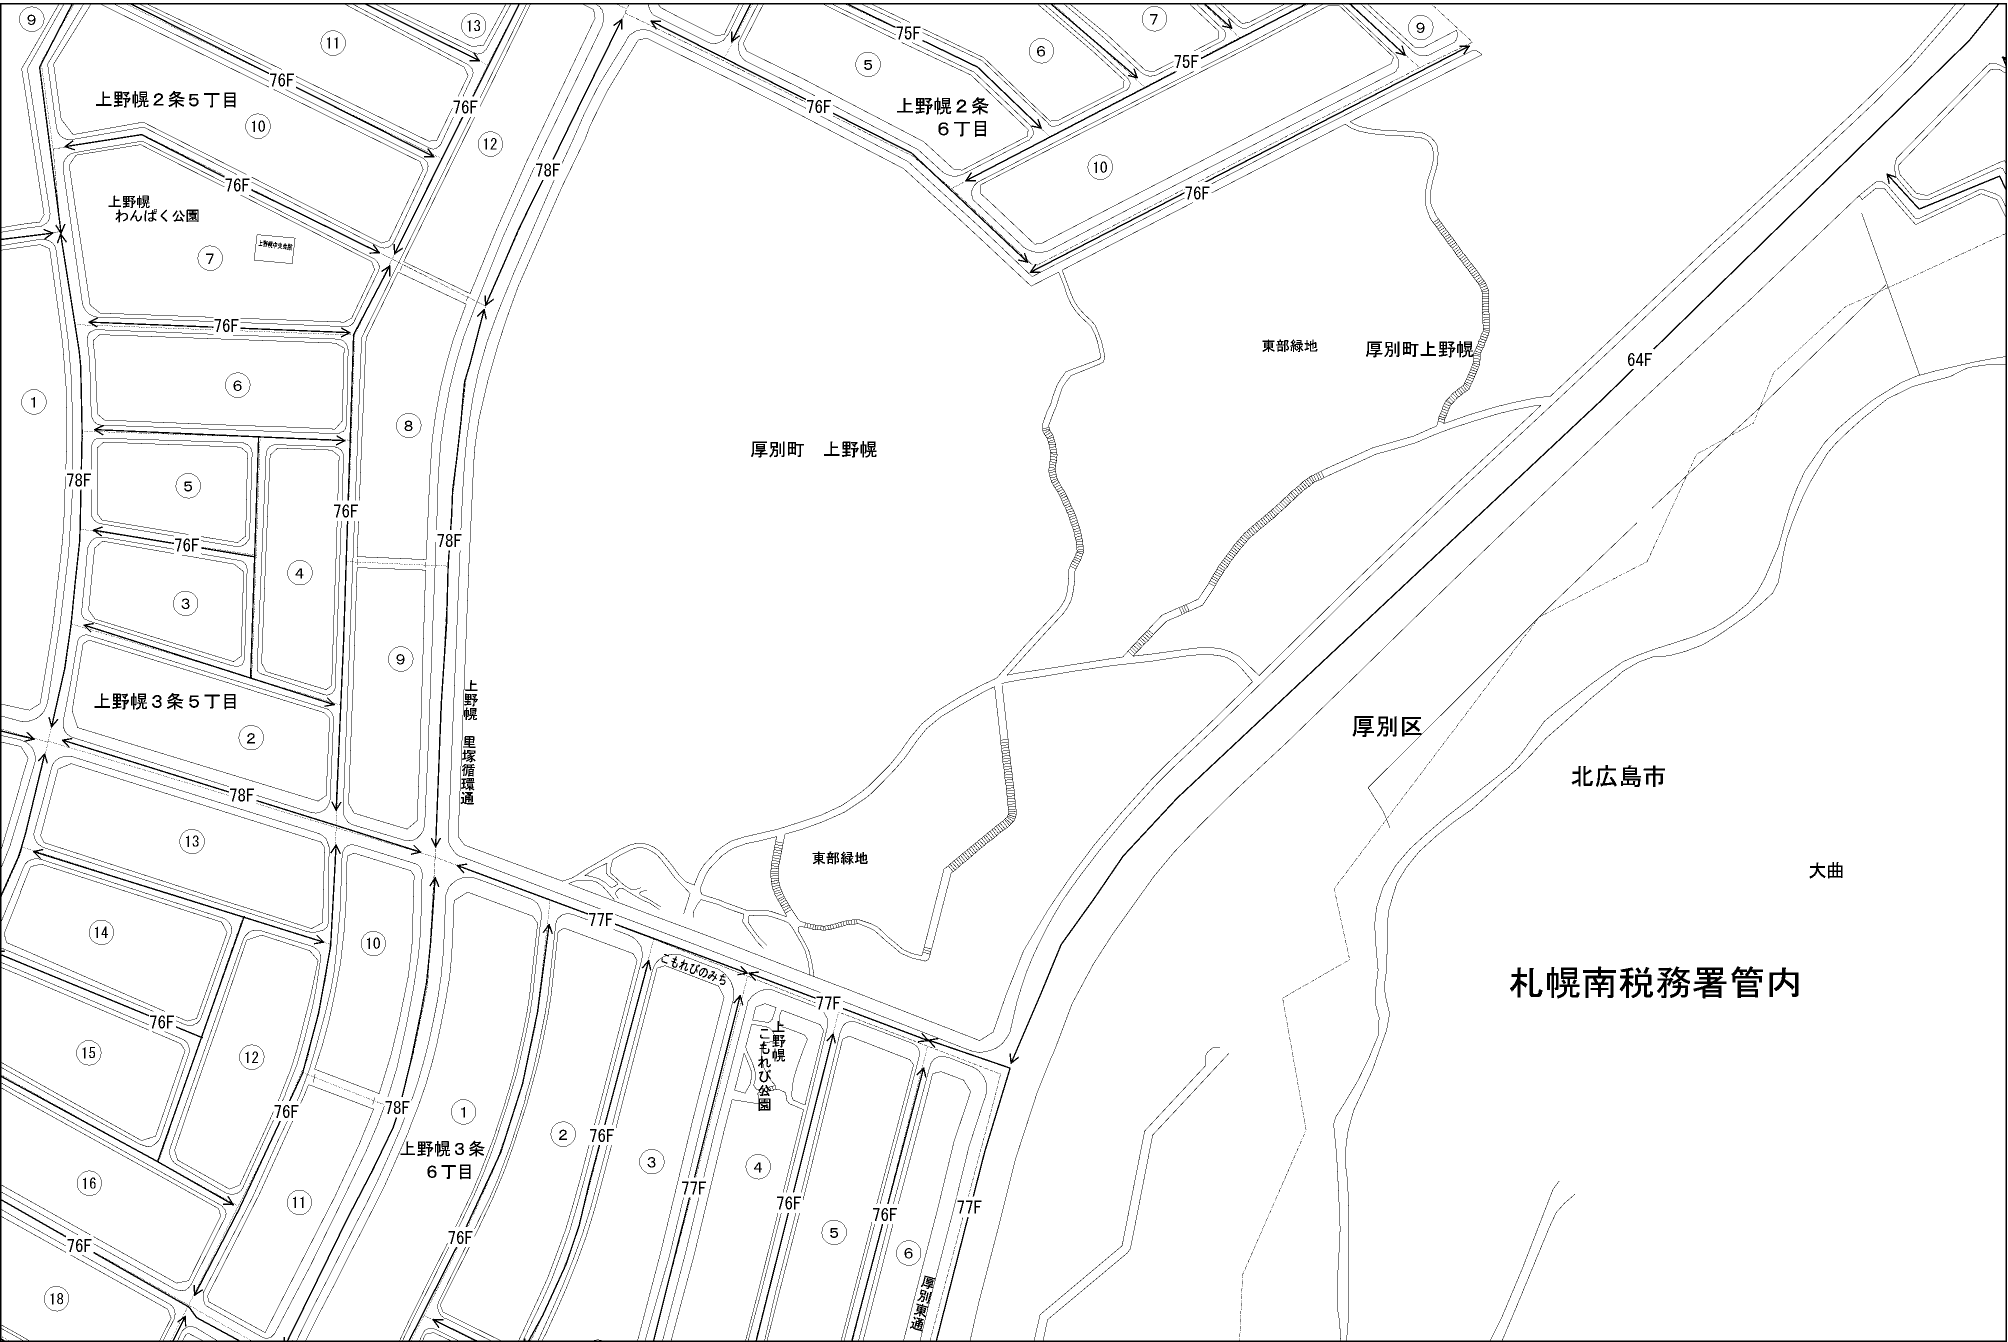 9
11
13
5
75F
6
7
9
75F
76F
76F
76F
上野幌２条５丁目
10
12
上野幌２条
６丁目
78F
10
76F
76F
上野幌
わんぱく公園
上野幌中央会館
7
76F
東部緑地
厚別町上野幌
64F
6
1
8
厚別町　上野幌
78F
5
76F
78F
76F
4
3
9
上野幌３条５丁目
上野幌　里塚循環通
2
厚別区
北広島市
78F
13
東部緑地
大曲
14
10
77F
こもれびのみち
札幌南税務署管内
77F
76F
上野幌
こもれび公園
15
12
76F
78F
1
上野幌３条
６丁目
2
76F
3
4
16
11
77F
76F
76F
77F
5
6
76F
76F
厚別東通
18